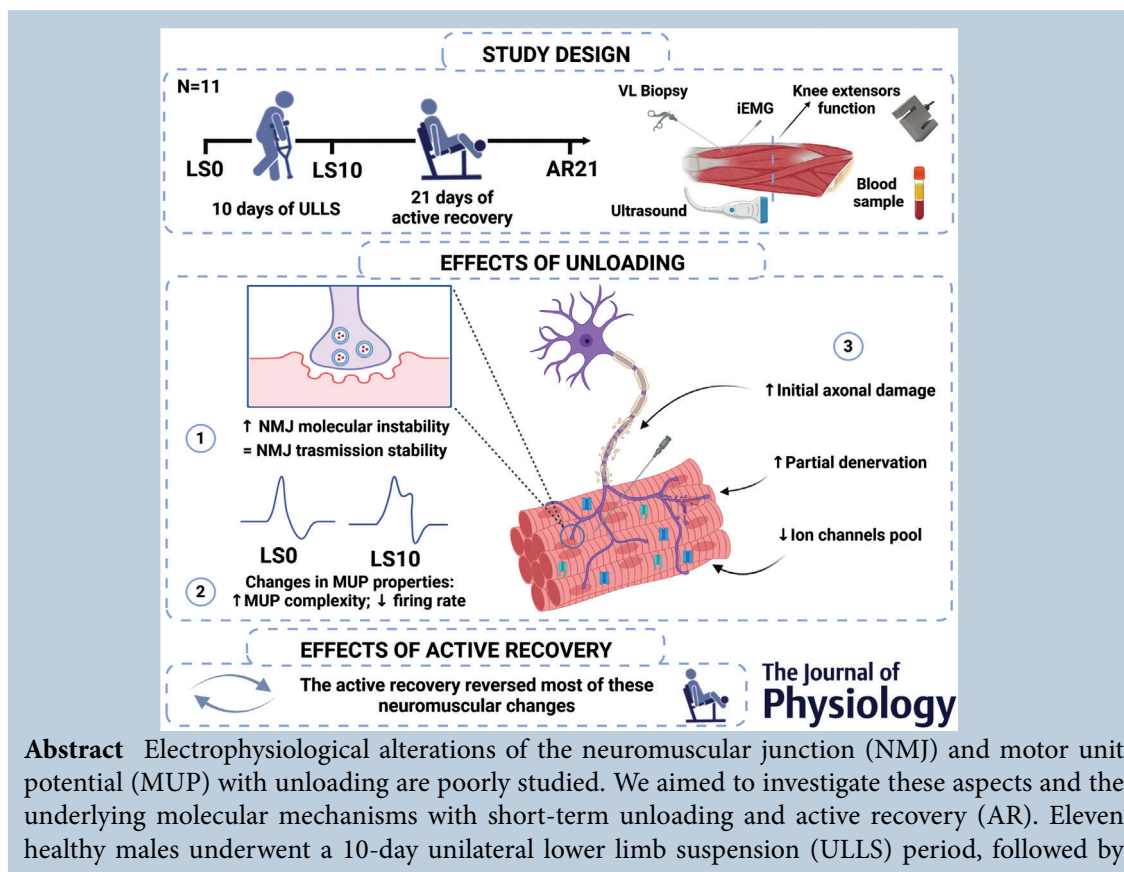 STUDY DESIGN
N=11
LS0
LS10
AR21
10 days of ULLS
21 days of
active recovery
VL Biopsy
iEMG
Knee extensors
function
Ultrasound
Blood
sample
EFFECTS OF UNLOADING
1
↑ NMJ molecular instability
= NMJ trasmission stability
LS0
LS10
2
Changes in MUP properties:
↑MUP complexity; ↓ firing rate
3
↑Initial axonal damage
↑Partial denervation
↓Ion channels pool
EFFECTS OF ACTIVE RECOVERY
The active recovery reversed most of these
neuromuscular changes
The Journal of
Physiology
Abstract Electrophysiological alterations of the neuromuscular junction (NMJ) and motor unit
potential (MUP) with unloading are poorly studied. We aimed to investigate these aspects and the
underlying molecular mechanisms with short-term unloading and active recovery (AR). Eleven
healthy males underwent a 10-day unilateral lower limb suspension (ULLS) period, followed by